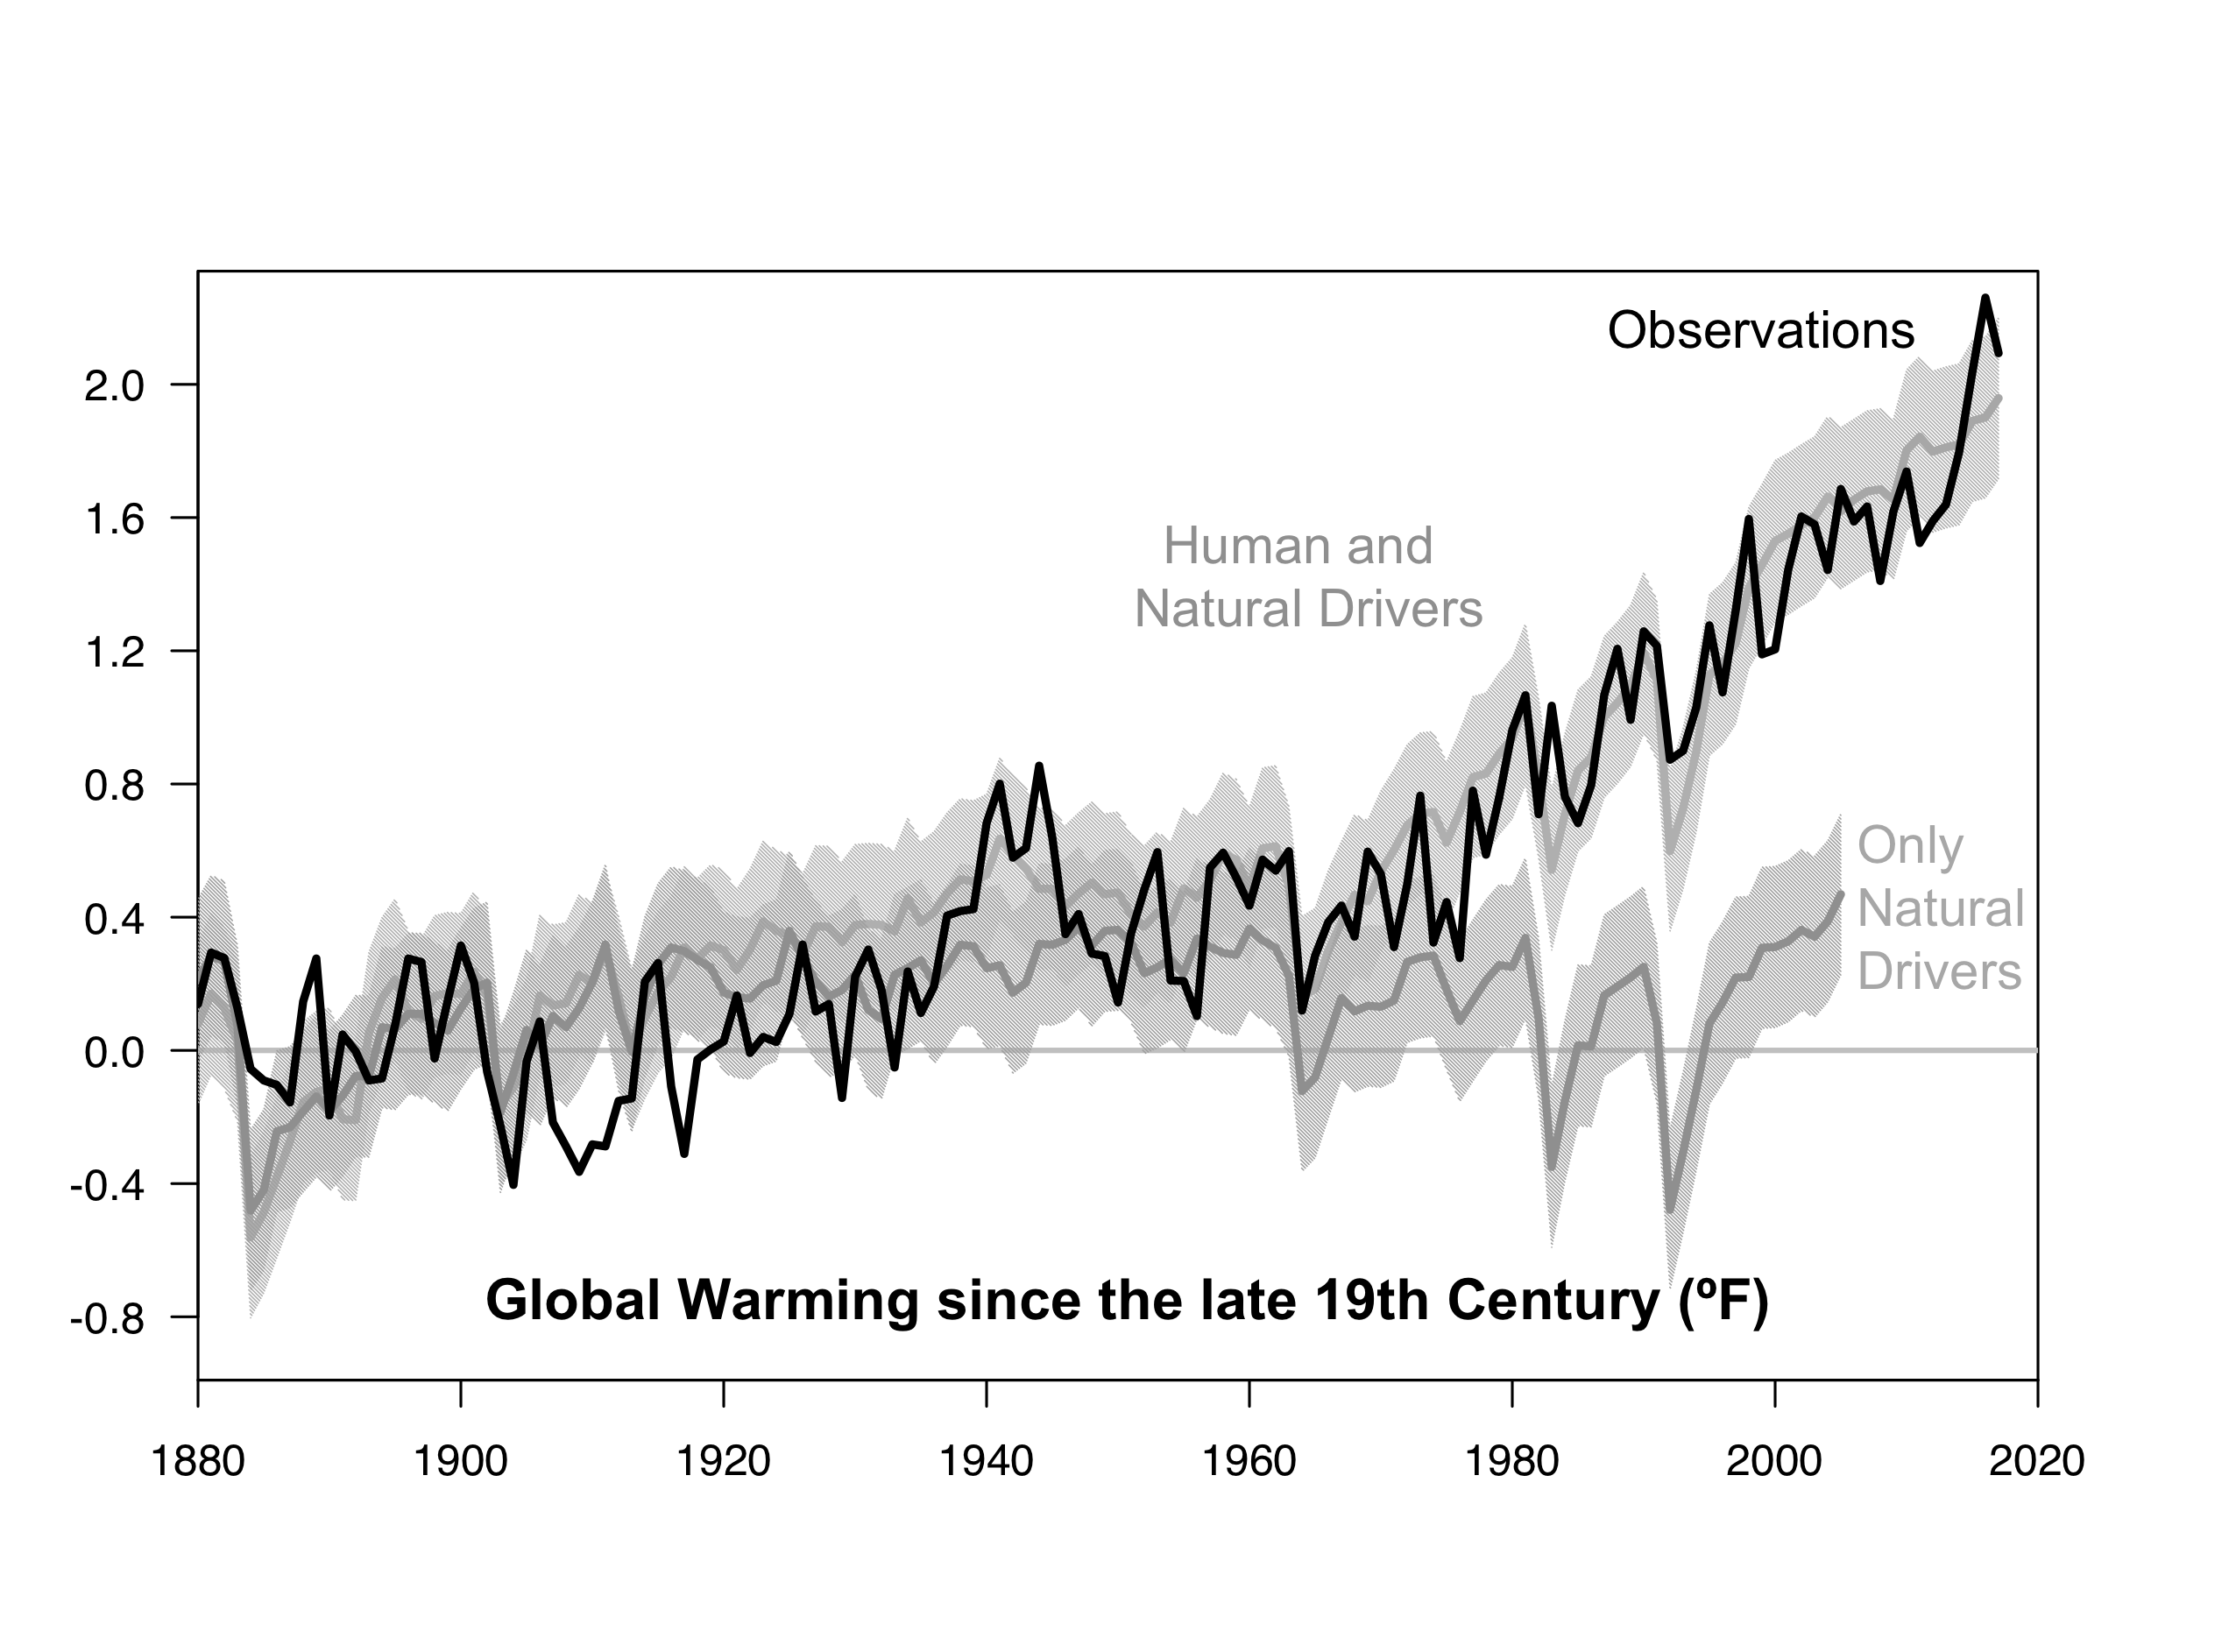 Observations
2.0
1.6
Human and
Natural Drivers
1.2
0.8
Only
Natural
Drivers
0.4
0.0
-0.4
Global Warming since the late 19th Century (ºF)
-0.8
1880 1900 1920 1940 1960 1980 2000 2020